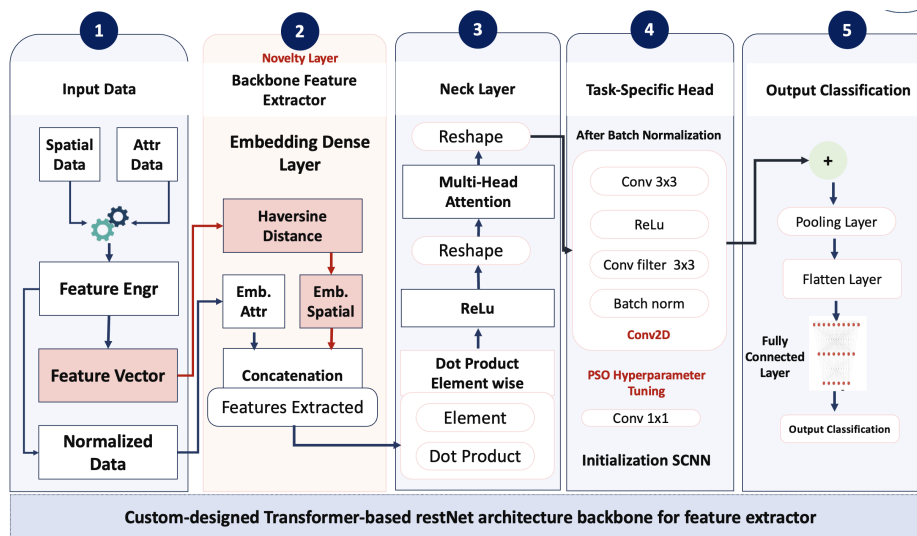 1
Input Data
Spatial
Data
Attr
Data
Feature Engr
Feature Vector
Normalized
Data
2
Novelty Layer
Backbone Feature
Extractor
Embedding Dense
Layer
Haversine
Distance
Emb.
Attr
Emb.
Spatial
Concatenation
Features Extracted
3
Neck Layer
Reshape
Multi-Head
Attention
Reshape
ReLu
Dot Product
Element wise
Element
Dot Product
4
Task-Specific Head
After Batch Normalization
Conv 3x3
ReLu
Conv filter 3x3
Batch norm
Conv2D
PSO Hyperparameter
Tuning
Conv 1x1
Initialization SCNN
5
Output Classification
+
Pooling Layer
Flatten Layer
Fully
Connected
Layer
Output Classification
Custom-designed Transformer-based restNet architecture backbone for feature extractor